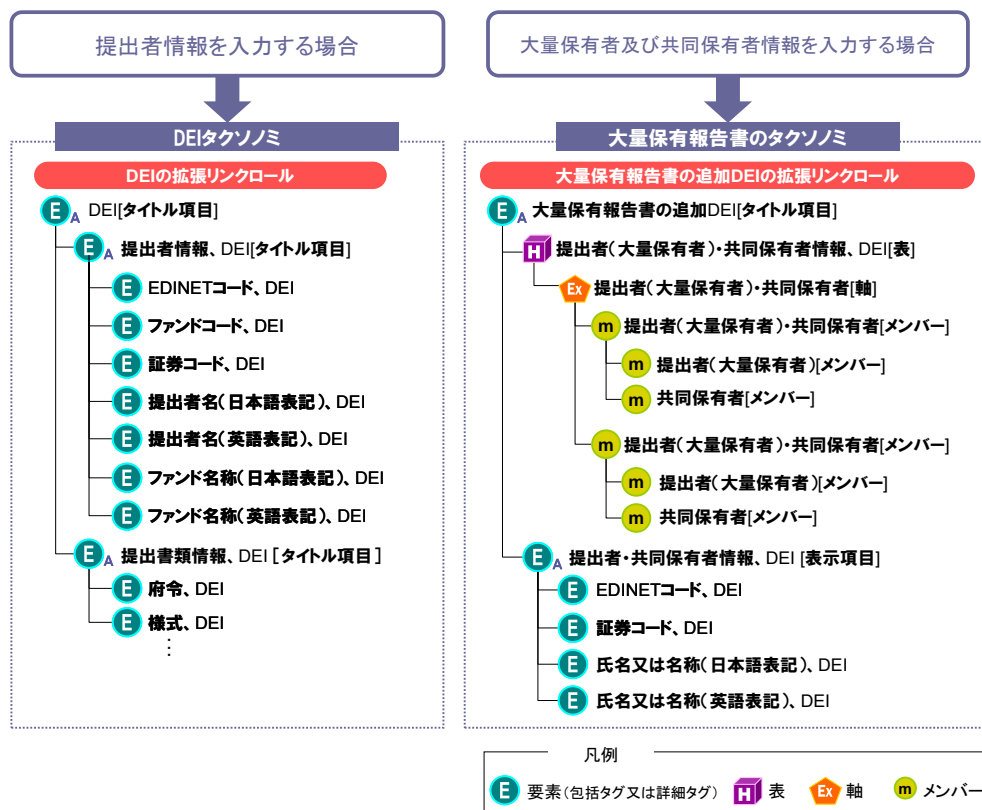 提出者情報を入力する場合
DEIタクソノミ
DEIの拡張リンクロール
E A DEI[タイトル項目]
E A 提出者情報、DEI[タイトル項目]
E EDINETコード、DEI
E ファンドコード、DEI
E 証券コード、DEI
E 提出者名(日本語表記)、DEI
E 提出者名(英語表記)、DEI
E ファンド名称(日本語表記)、DEI
E ファンド名称(英語表記)、DEI
E A 提出書類情報、DEI[タイトル項目]
E 府令、DEI
E 様式、DEI
⋮
大量保有者及び共同保有者情報を入力する場合
大量保有報告書のタクソノミ
大量保有報告書の追加DEIの拡張リンクロール
E A 大量保有報告書の追加DEI[タイトル項目]
H 提出者(大量保有者)・共同保有者情報、DEI[表]
Ex 提出者(大量保有者)・共同保有者[軸]
m 提出者(大量保有者)・共同保有者[メンバー]
m 提出者(大量保有者)[メンバー]
m 共同保有者[メンバー]
m 提出者(大量保有者)・共同保有者[メンバー]
m 提出者(大量保有者)[メンバー]
m 共同保有者[メンバー]
E A 提出者・共同保有者情報、DEI [表示項目]
E EDINETコード、DEI
E 証券コード、DEI
E 氏名又は名称(日本語表記)、DEI
E 氏名又は名称(英語表記)、DEI
凡例
E 要素(包括タグ又は詳細タグ) H 表 Ex 軸 m メンバー